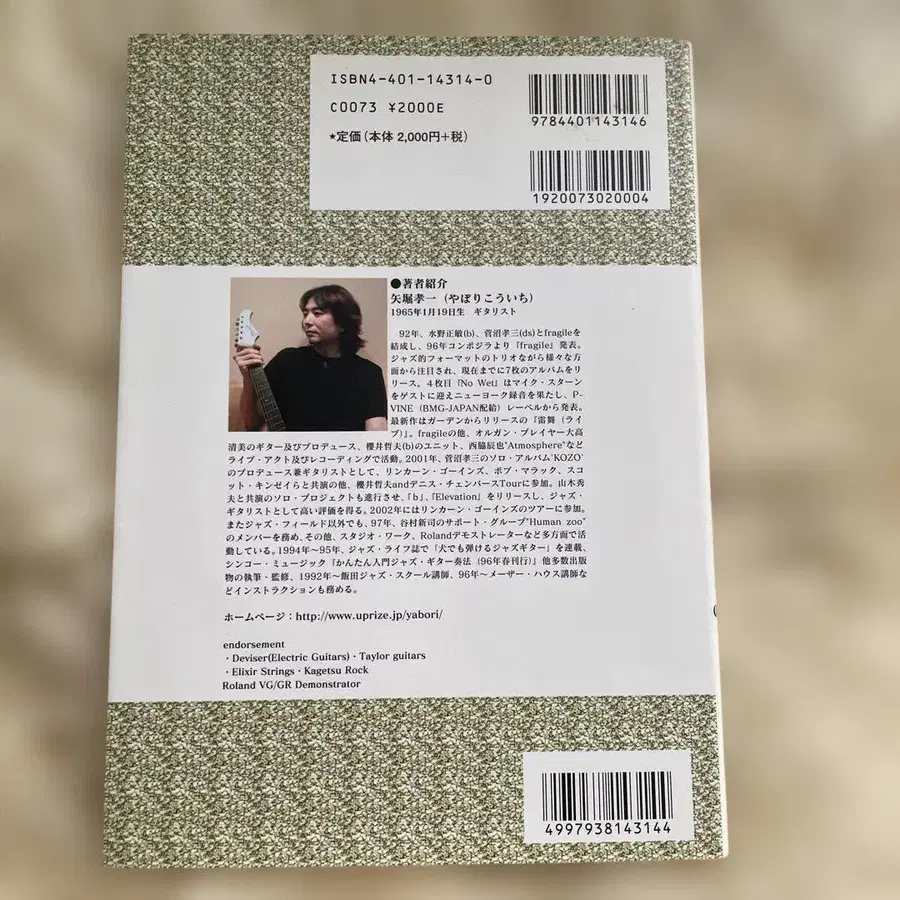 ISBN4-401-14314-0
C0073 ¥2000E
★定価(本体 2,000円+税)
9784401143146
1920073020004
●著者紹介
矢堀孝一(やぼりこういち)
1965年1月19日生 ギタリスト
92年、水野正敏(b)、菅沼孝三(ds)とfragileを
結成し、96年コンポジラより『fragile』発表。
ジャズ的フォーマットのトリオながら様々な方
面から注目され、現在までに7枚のアルバムをリ
リース。4枚目『No Wet』はマイク・スターン
をゲストに迎えニューヨーク録音を果たし、P-
VINE(BMG-JAPAN配給)レーベルから発表。
最新作はガーデンからリリースの『雷舞(ライ
ブ)』。fragileの他、オルガン・プレイヤー大高
清美のギター及びプロデュース、櫻井哲夫(b)のユニット、西脇辰也"Atmosphere"など
ライブ・アクト及びレコーディングで活動。2001年、菅沼孝三のソロ・アルバム'KOZO'
のプロデュース兼ギタリストとして、リンカーン・ゴーインズ、ボブ・マラック、スコ
ット・キンゼイらと共演の他、櫻井哲夫andデニス・チェンバースTourに参加。山木秀
夫と共演のソロ・プロジェクトも進行させ、「b」、「Elevation』をリリースし、ジャズ・
ギタリストとして高い評価を得る。2002年にはリンカーン・ゴーインズのツアーに参加。
またジャズ・フィールド以外でも、97年、谷村新司のサポート・グループ"Human zoo"
のメンバーを務め、その他、スタジオ・ワーク、Rolandデモストレーターなど多方面で活
動している。1994年〜95年、ジャズ・ライフ誌で「犬でも弾けるジャズギター」を連載、
シンコー・ミュージック『かんたん入門ジャズ・ギター奏法(96年春刊行)』他多数出版
物の執筆・監修、1992年〜飯田ジャズ・スクール講師、96年〜メーザー・ハウス講師な
どインストラクションも務める。
ホームページ:http://www.uprize.jp/yabori/
endorsement
・Deviser(Electric Guitars)・Taylor guitars
・Elixir Strings・Kagetsu Rock
Roland VG/GR Demonstrator
4997938143144